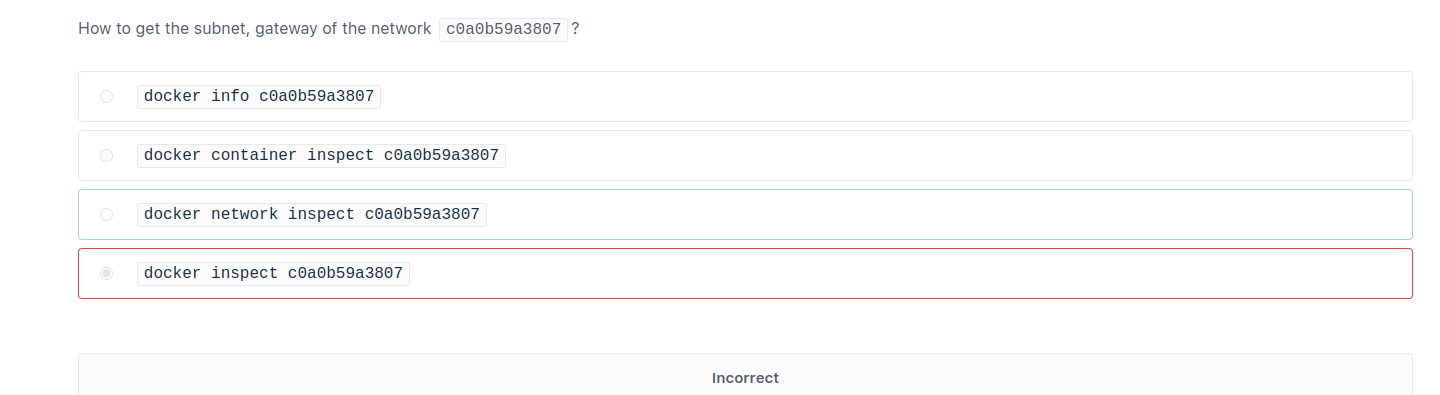 How to get the subnet, gateway of the network c0a0b59a3807 ?
docker info c0a0b59a3807
docker container inspect c0a0b59a3807
docker network inspect c0a0b59a3807
docker inspect c0a0b59a3807
Incorrect